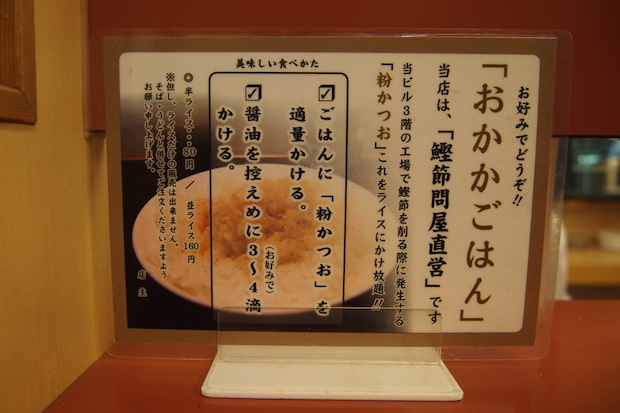 お好みでどうぞ!!
「おかかごはん」
当店は、「鰹節問屋直営」です
当ビル3階の工場で鰹節を削る際に発生する
「粉かつお」これをライスにかけ放題!!
美味しい食べかた
☑ごはんに「粉かつお」を
適量かける。
☑醤油を控えめに3〜4滴
(お好みで)
かける。
◎半ライス・・・80円 / 並ライス160円
※但し、ライスだけの販売は出来ません。
そば・うどんと併せてご注文くださいますよう
お願い申し上げます。
店主